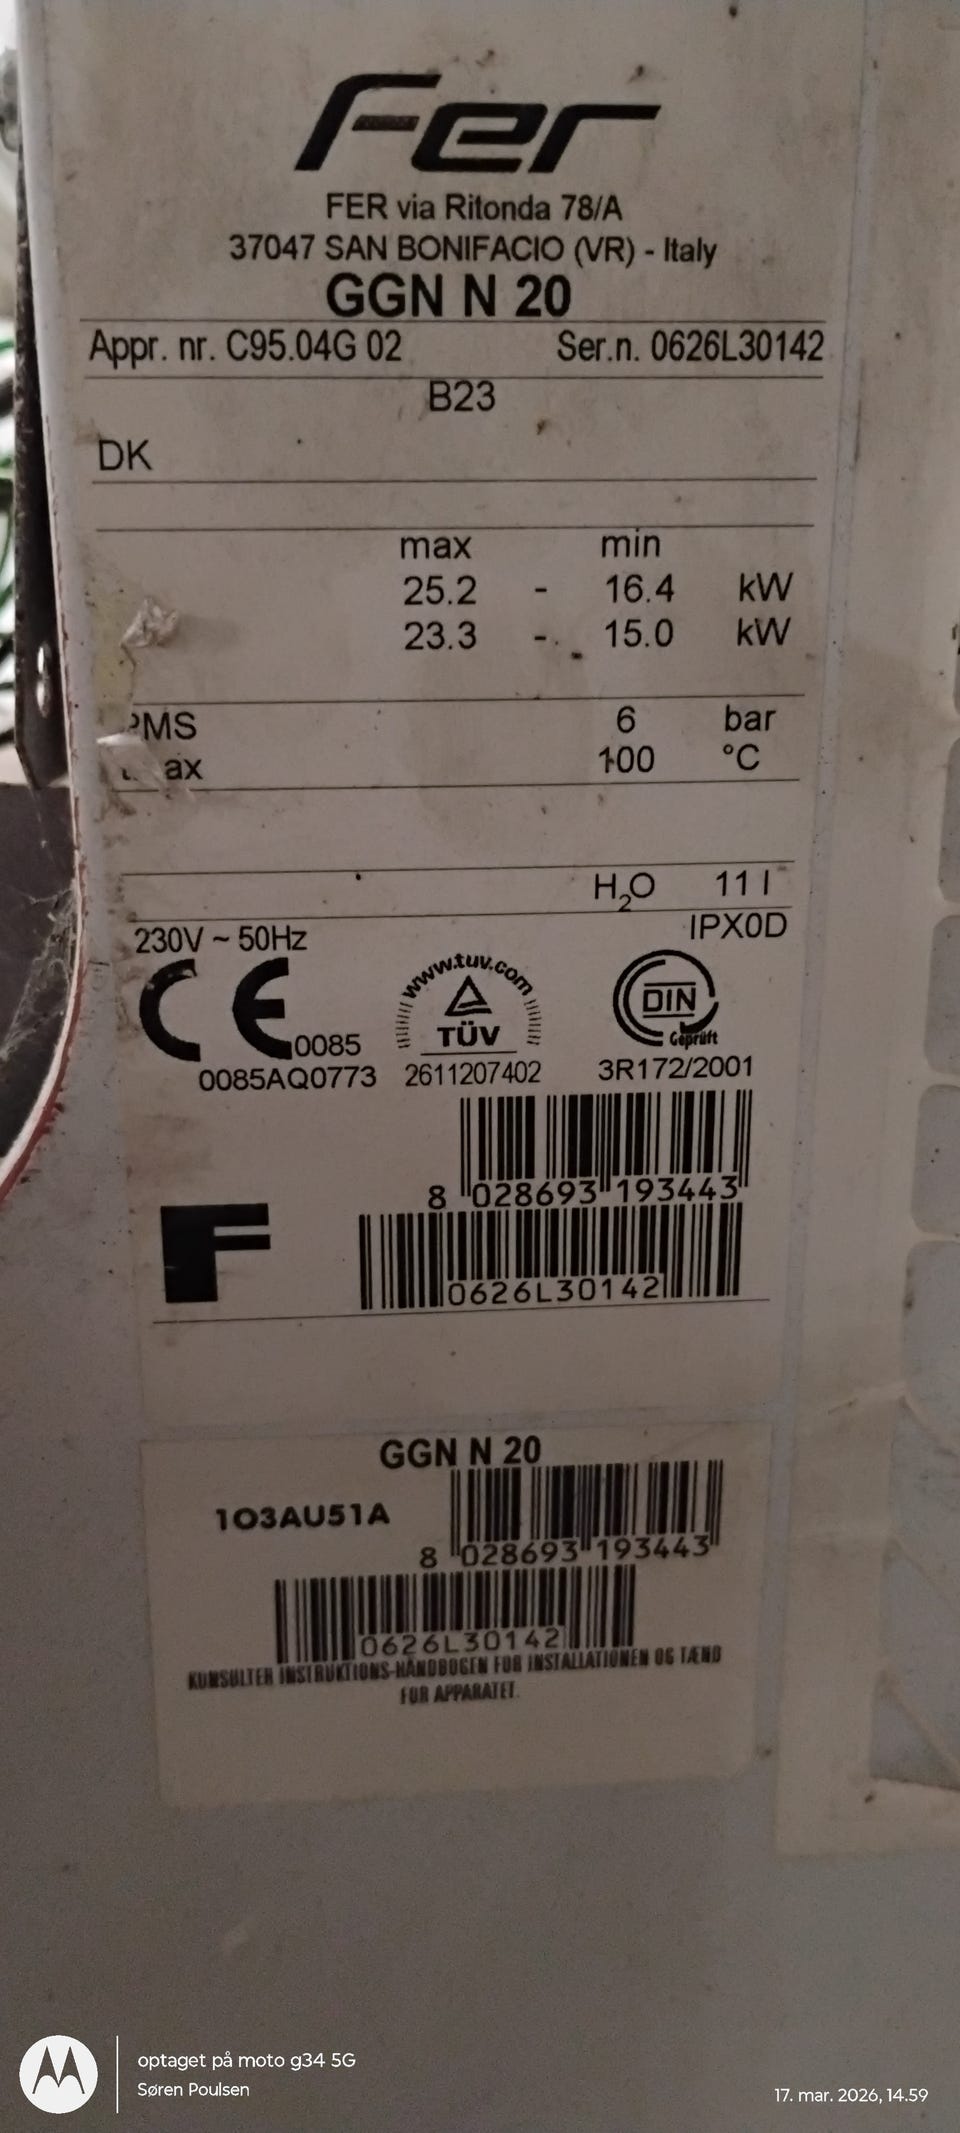 Fer
FER via Ritonda 78/A
37047 SAN BONIFACIO (VR) - Italy
GGN N 20
Appr. nr. C95.04G 02 Ser.n. 0626L30142
B23
DK
max min
25.2 - 16.4 kW
23.3 - 15.0 kW
PMS 6 bar
ax 100 °C
H₂O 11 l
230V ~ 50Hz IPX0D
CE 0085
www.tuv.com
TÜV
DIN
Geprüft
0085AQ0773 2611207402 3R172/2001
8 028693 193443
F
0626L30142
GGN N 20
103AU51A
8 028693 193443
0626L30142
KONSULTER INSTRUKTIONS-HÅNDBOGEN FOR INSTALLATIONEN OG TÆND
FOR APPARATET.
optaget på moto g34 5G
Søren Poulsen
17. mar. 2026, 14.59